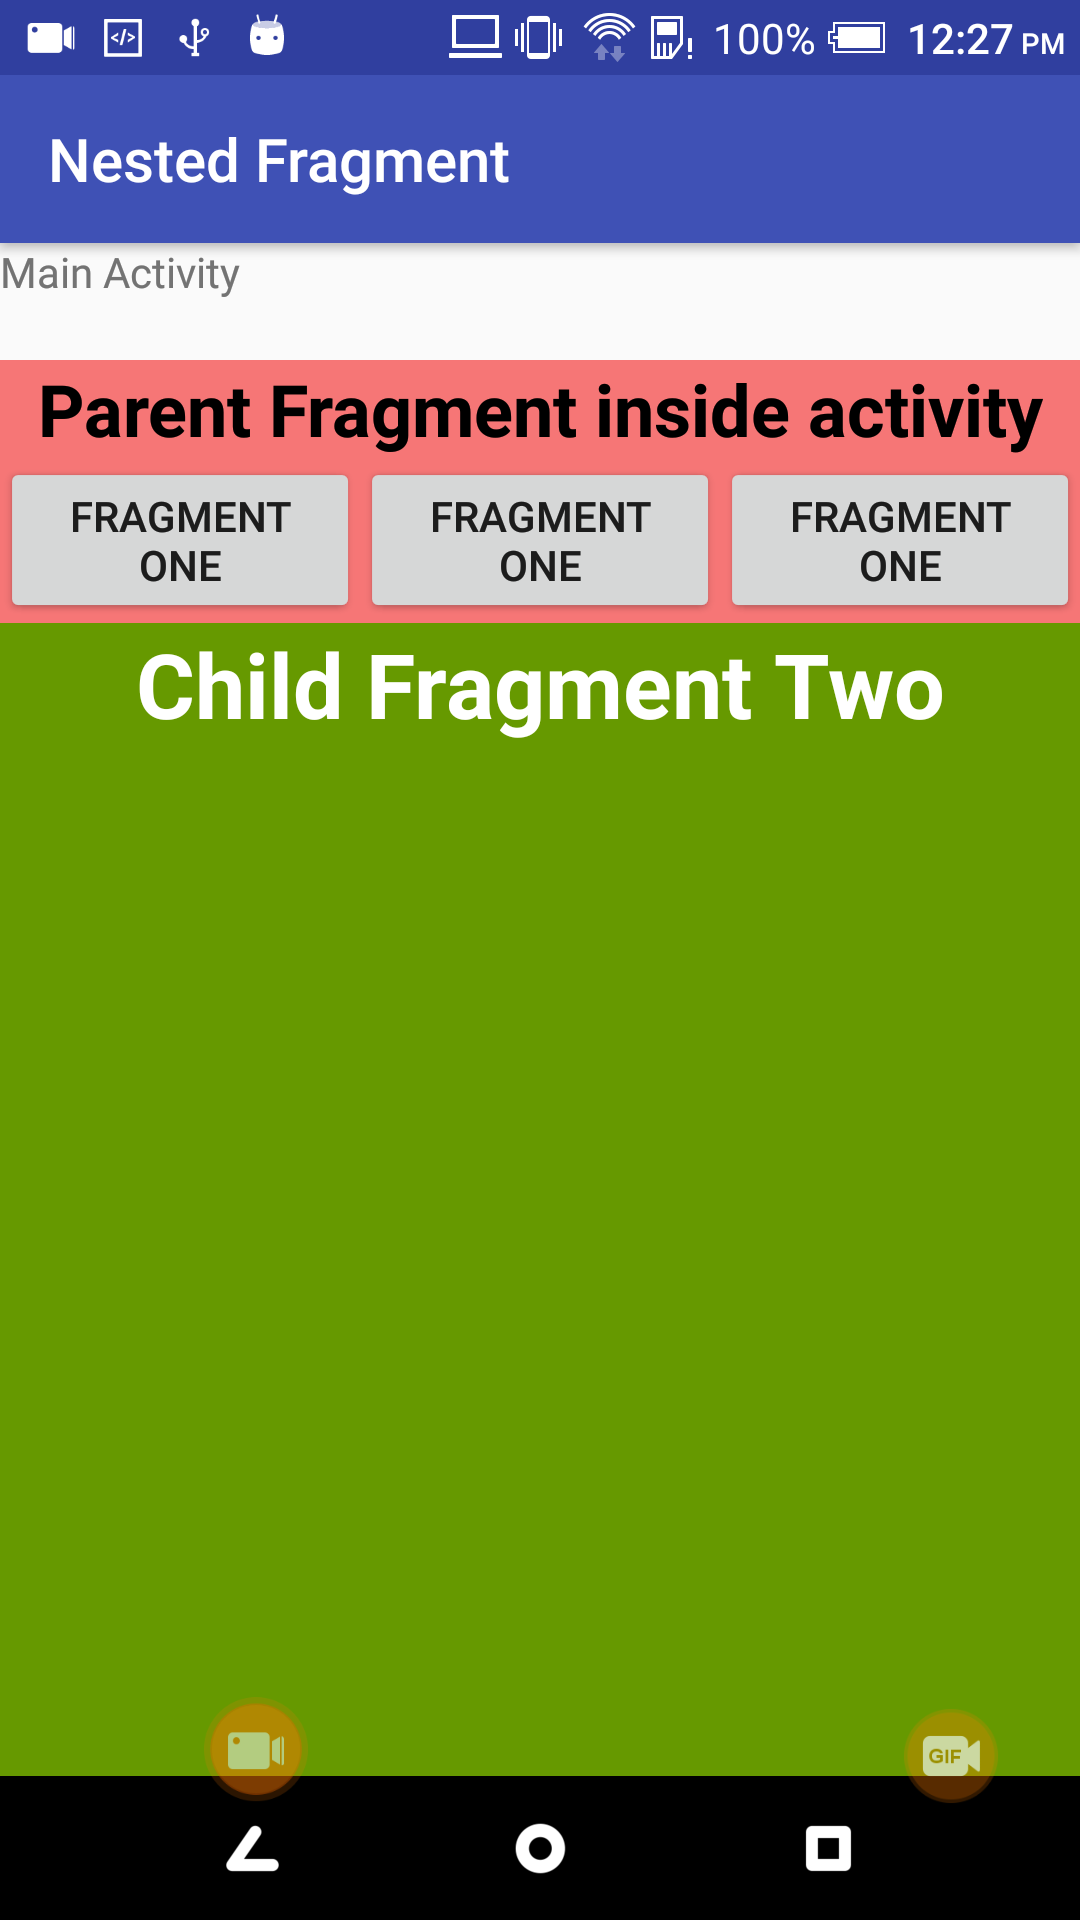 </> 100% 12:27 PM
Nested Fragment
Main Activity
Parent Fragment inside activity
FRAGMENT ONE
FRAGMENT ONE
FRAGMENT ONE
Child Fragment Two
GIF